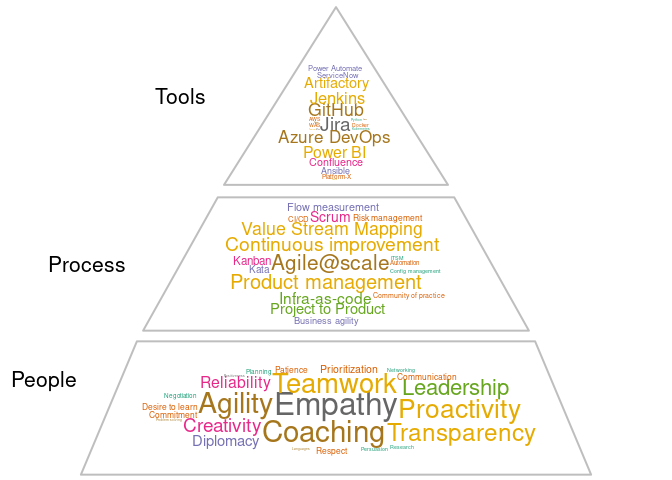 Tools
Power Automate
ServiceNow
Artifactory
Jenkins
GitHub
AWS
Jira
Docker
Azure DevOps
Power BI
Confluence
Ansible
Platform-X
Process
Flow measurement
CI/CD Scrum Risk management
Value Stream Mapping
Continuous improvement
Kanban Agile@scale ITSM
Kata Automation
Config management
Product management
Infra-as-code Community of practice
Project to Product
Business agility
People
Planning Patience Prioritization Networking
Reliability Teamwork Communication
Leadership
Negotiation
Desire to learn Agility Empathy Proactivity
Commitment
Creativity Coaching Transparency
Diplomacy
Languages Respect Persuasion Research